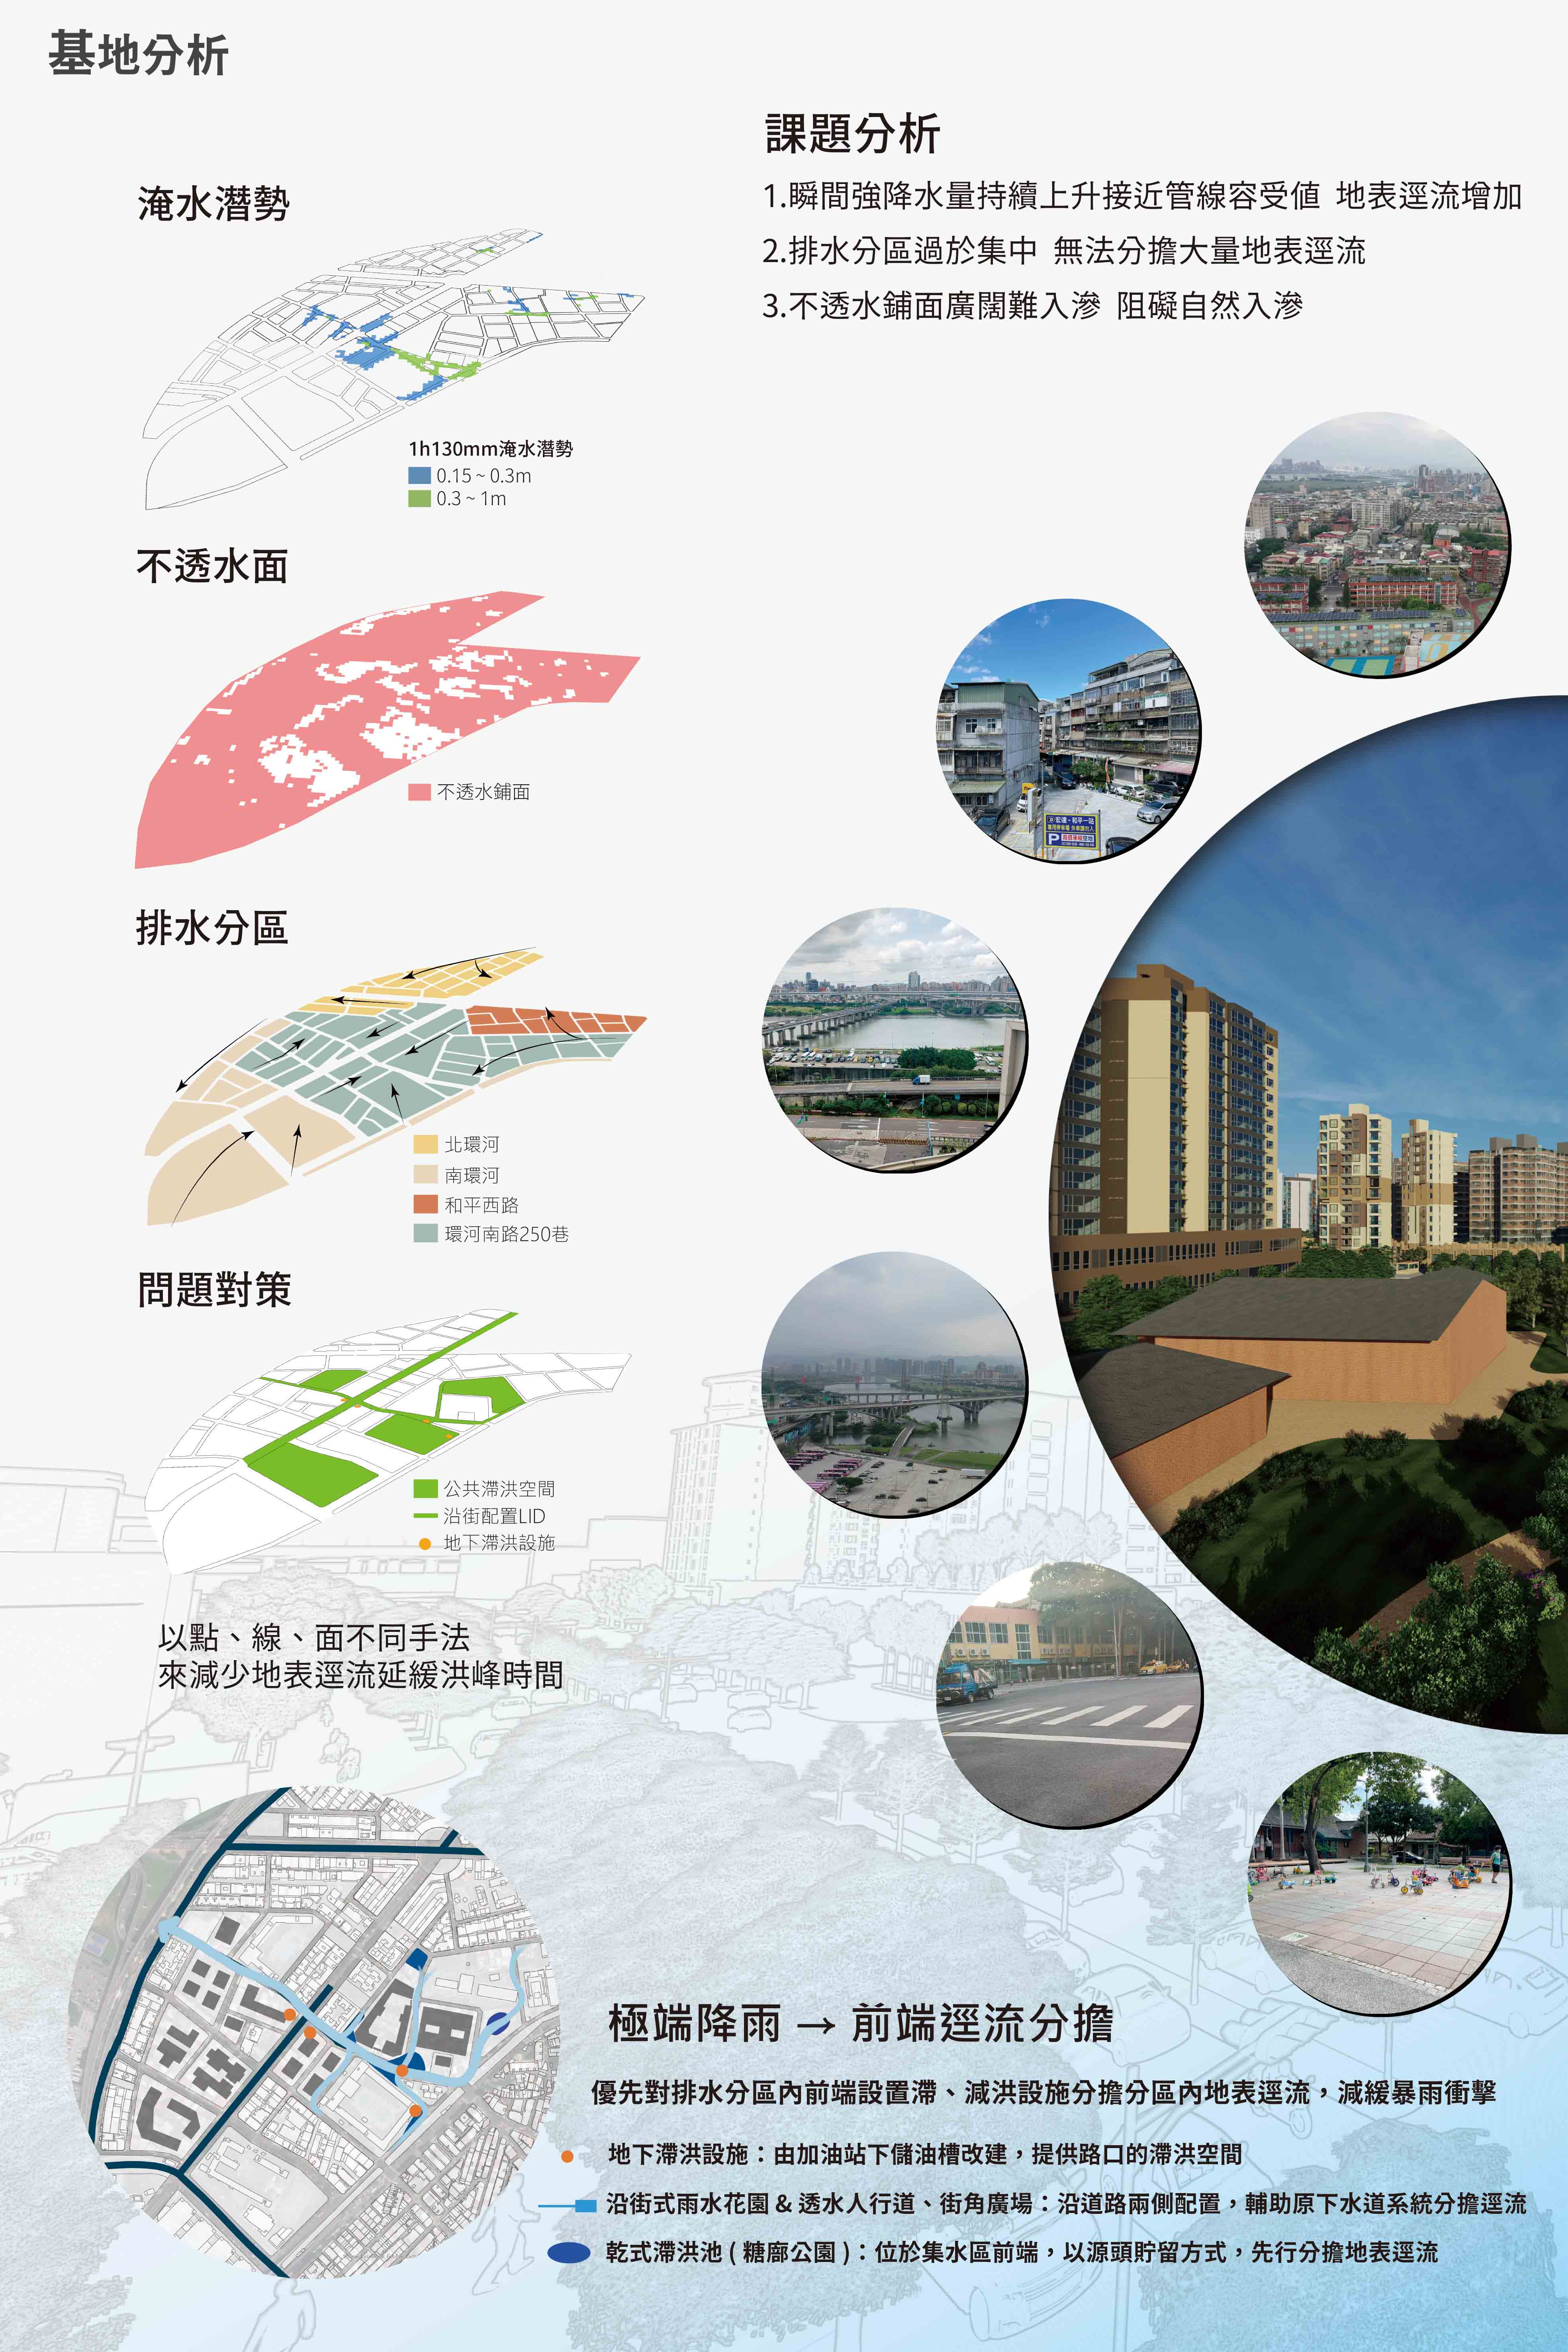 基地分析
淹水潛勢
1h130mm淹水潛勢
0.15 ~ 0.3m
0.3 ~ 1m
不透水面
不透水鋪面
排水分區
北環河
南環河
和平西路
環河南路250巷
問題對策
公共滯洪空間
沿街配置LID
地下滯洪設施
以點、線、面不同手法
來減少地表逕流延緩洪峰時間
課題分析
1.瞬間強降水量持續上升接近管線容受值 地表逕流增加
2.排水分區過於集中 無法分擔大量地表逕流
3.不透水鋪面廣闊難入滲 阻礙自然入滲
極端降雨 → 前端逕流分擔
優先對排水分區內前端設置滯、減洪設施分擔分區內地表逕流，減緩暴雨衝擊
地下滯洪設施：由加油站下儲油槽改建，提供路口的滯洪空間
沿街式雨水花園 & 透水人行道、街角廣場：沿道路兩側配置，輔助原下水道系統分擔逕流
乾式滯洪池 ( 糖廍公園 )：位於集水區前端，以源頭貯留方式，先行分擔地表逕流